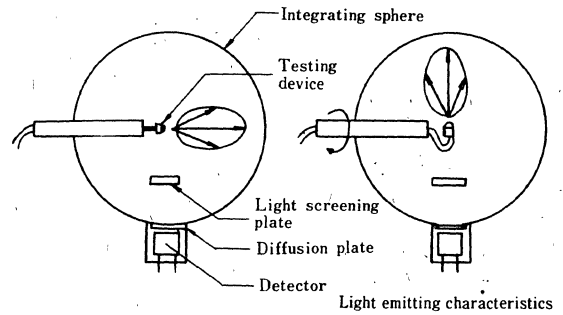 Integrating sphere
Testing
device
Light screening
plate
Diffusion plate
Detector
Light emitting characteristics